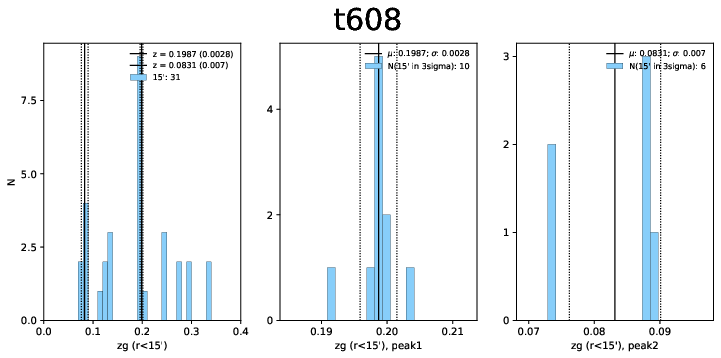 t608
z = 0.1987 (0.0028)
z = 0.0831 (0.007)
15': 31
N
0.0
2.5
5.0
7.5
0.0 0.1 0.2 0.3 0.4
zg (r<15')
μ: 0.1987; σ: 0.0028
N(15' in 3sigma): 10
0
2
4
0.19 0.20 0.21
zg (r<15'), peak1
μ: 0.0831; σ: 0.007
N(15' in 3sigma): 6
0
1
2
3
0.07 0.08 0.09
zg (r<15'), peak2